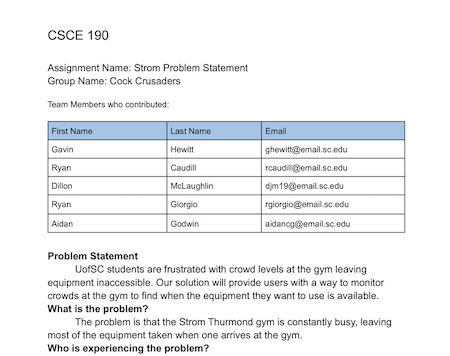 CSCE 190
Assignment Name: Strom Problem Statement
Group Name: Cock Crusaders
Team Members who contributed:
First Name Last Name Email
Gavin Hewitt ghewitt@email.sc.edu
Ryan Caudill rcaudill@email.sc.edu
Dillon McLaughlin djm19@email.sc.edu
Ryan Giorgio rgiorgio@email.sc.edu
Aidan Godwin aidancg@email.sc.edu
Problem Statement
UofSC students are frustrated with crowd levels at the gym leaving
equipment inaccessible. Our solution will provide users with a way to monitor
crowds at the gym to find when the equipment they want to use is available.
What is the problem?
The problem is that the Strom Thurmond gym is constantly busy, leaving
most of the equipment taken when one arrives at the gym.
Who is experiencing the problem?